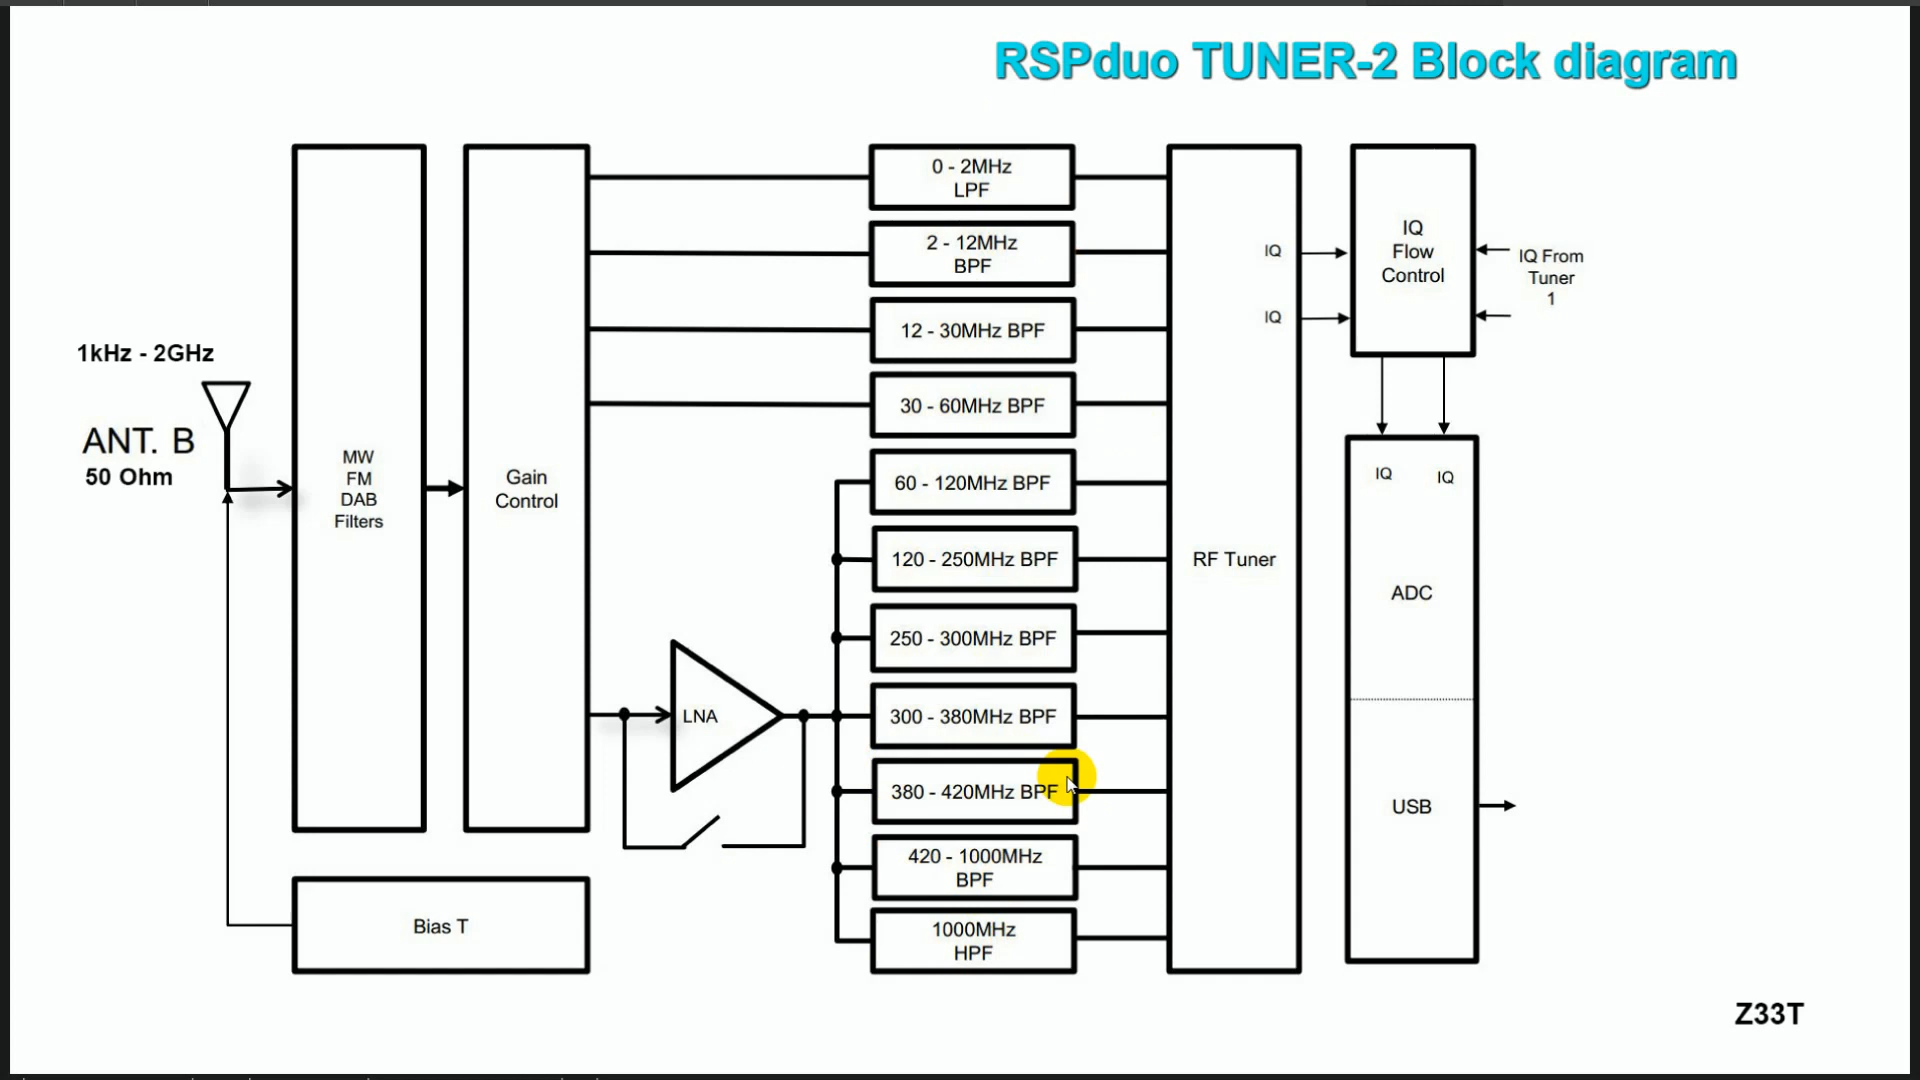 RSPduo TUNER-2 Block diagram
1kHz - 2GHz
ANT. B
50 Ohm
MW
FM
DAB
Filters
Gain
Control
Bias T
LNA
0 - 2MHz
LPF
2 - 12MHz
BPF
12 - 30MHz BPF
30 - 60MHz BPF
60 - 120MHz BPF
120 - 250MHz BPF
250 - 300MHz BPF
300 - 380MHz BPF
380 - 420MHz BPF
420 - 1000MHz
BPF
1000MHz
HPF
RF Tuner
IQ
IQ
IQ
Flow
Control
IQ From
Tuner
1
IQ
IQ
ADC
USB
Z33T